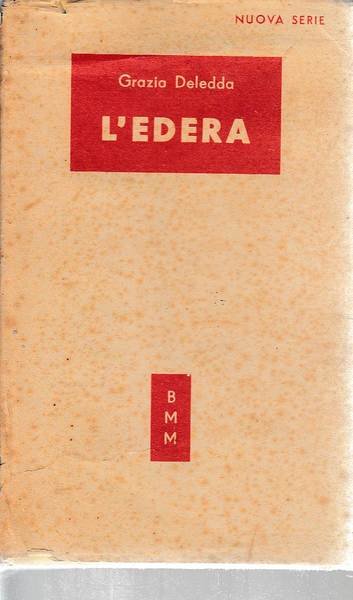 NUOVA SERIE
Grazia Deledda
L'EDERA
B
M
M